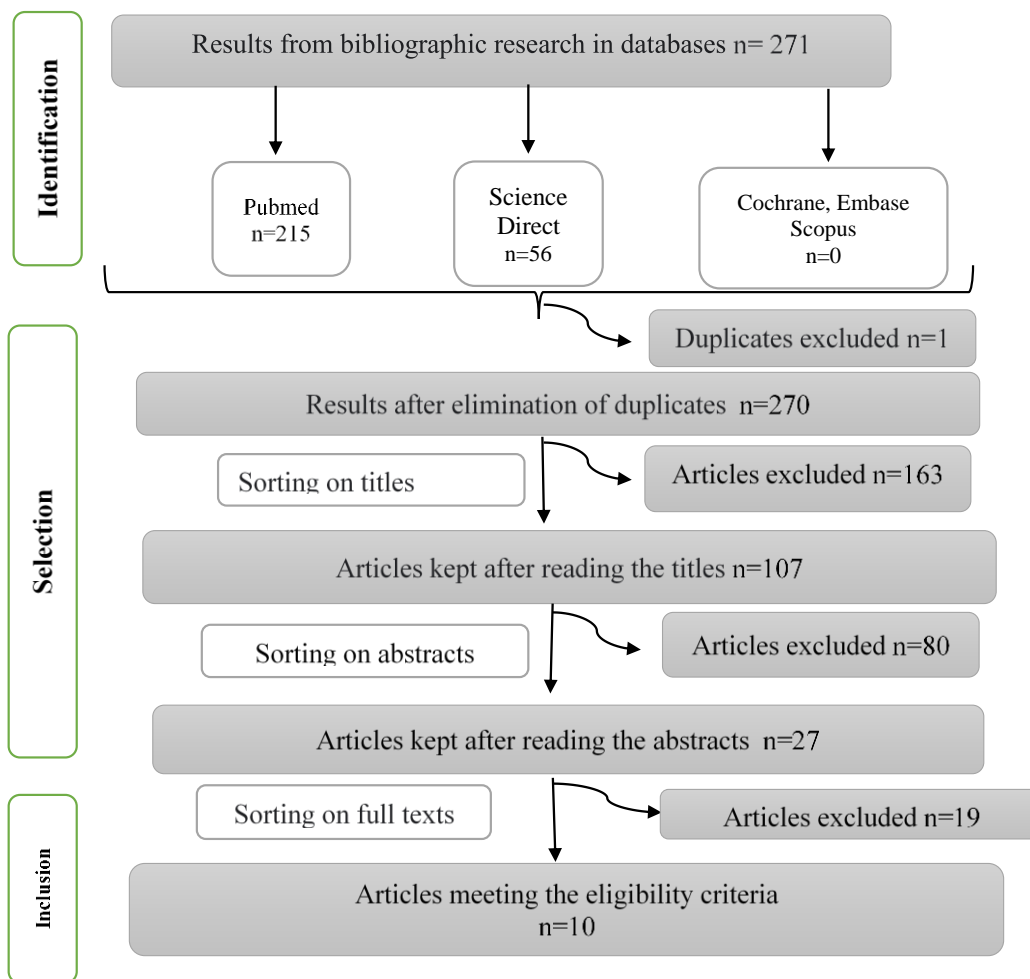 Identification
Results from bibliographic research in databases n= 271
Pubmed
n=215
Science
Direct
n=56
Cochrane, Embase
Scopus
n=0
Selection
Duplicates excluded n=1
Results after elimination of duplicates n=270
Sorting on titles
Articles excluded n=163
Articles kept after reading the titles n=107
Sorting on abstracts
Articles excluded n=80
Articles kept after reading the abstracts n=27
Inclusion
Sorting on full texts
Articles excluded n=19
Articles meeting the eligibility criteria
n=10